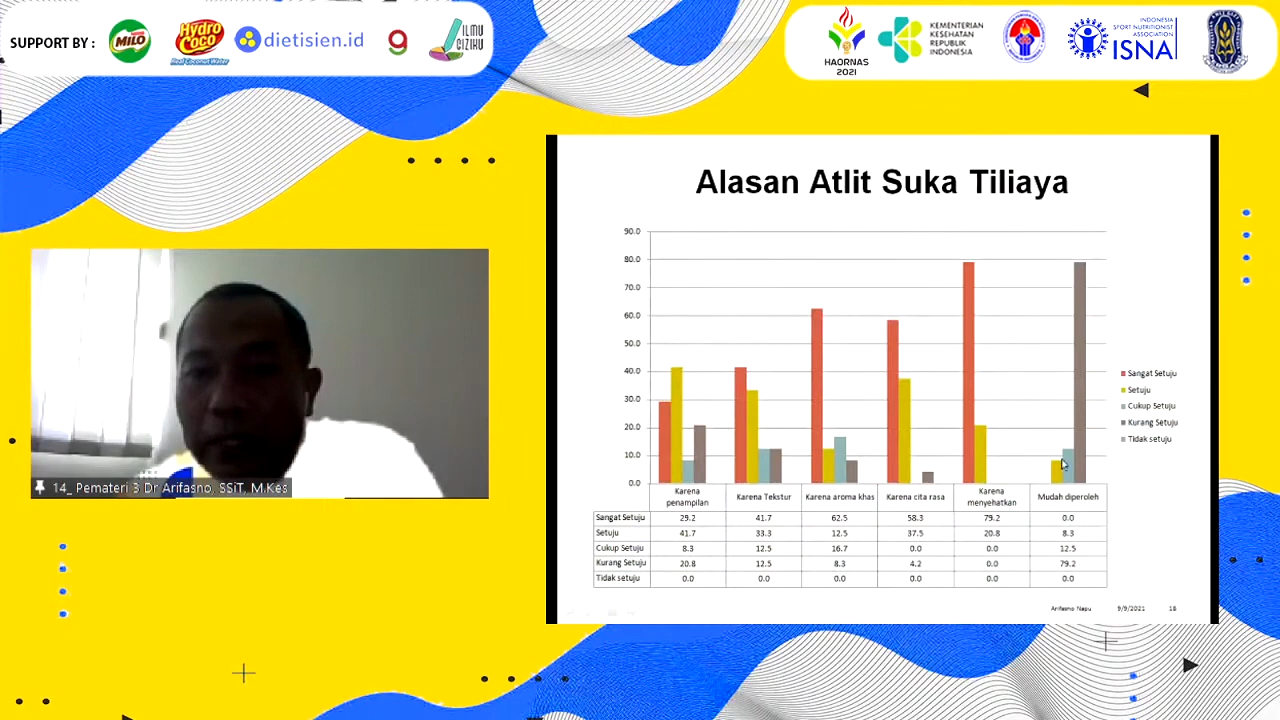 SUPPORT BY :
MILO
HYDRO
COCO
Real Coconut Water
dietisien.id
g
ILMU
GIZIKU
HAORNAS
2021
KEMENTERIAN
KESEHATAN
REPUBLIK
INDONESIA
INDONESIA
SPORT NUTRITIONIST
ASSOCIATION
ISNA
Alasan Atlit Suka Tiliaya
90.0
80.0
70.0
60.0
50.0
40.0
30.0
20.0
10.0
0.0
Sangat Setuju
Setuju
Cukup Setuju
Kurang Setuju
Tidak setuju
Karena penampilan Karena Tekstur Karena aroma khas Karena cita rasa Karena menyehatkan Mudah diperoleh
Sangat Setuju 29.2 41.7 62.5 58.3 79.2 0.0
Setuju 41.7 33.3 12.5 37.5 20.8 8.3
Cukup Setuju 8.3 12.5 16.7 0.0 0.0 12.5
Kurang Setuju 20.8 12.5 8.3 4.2 0.0 79.2
Tidak setuju 0.0 0.0 0.0 0.0 0.0 0.0
Arifasno Napu 9/9/2021 18
14_ Pemateri 3 Dr Arifasno, SSiT, M.Kes